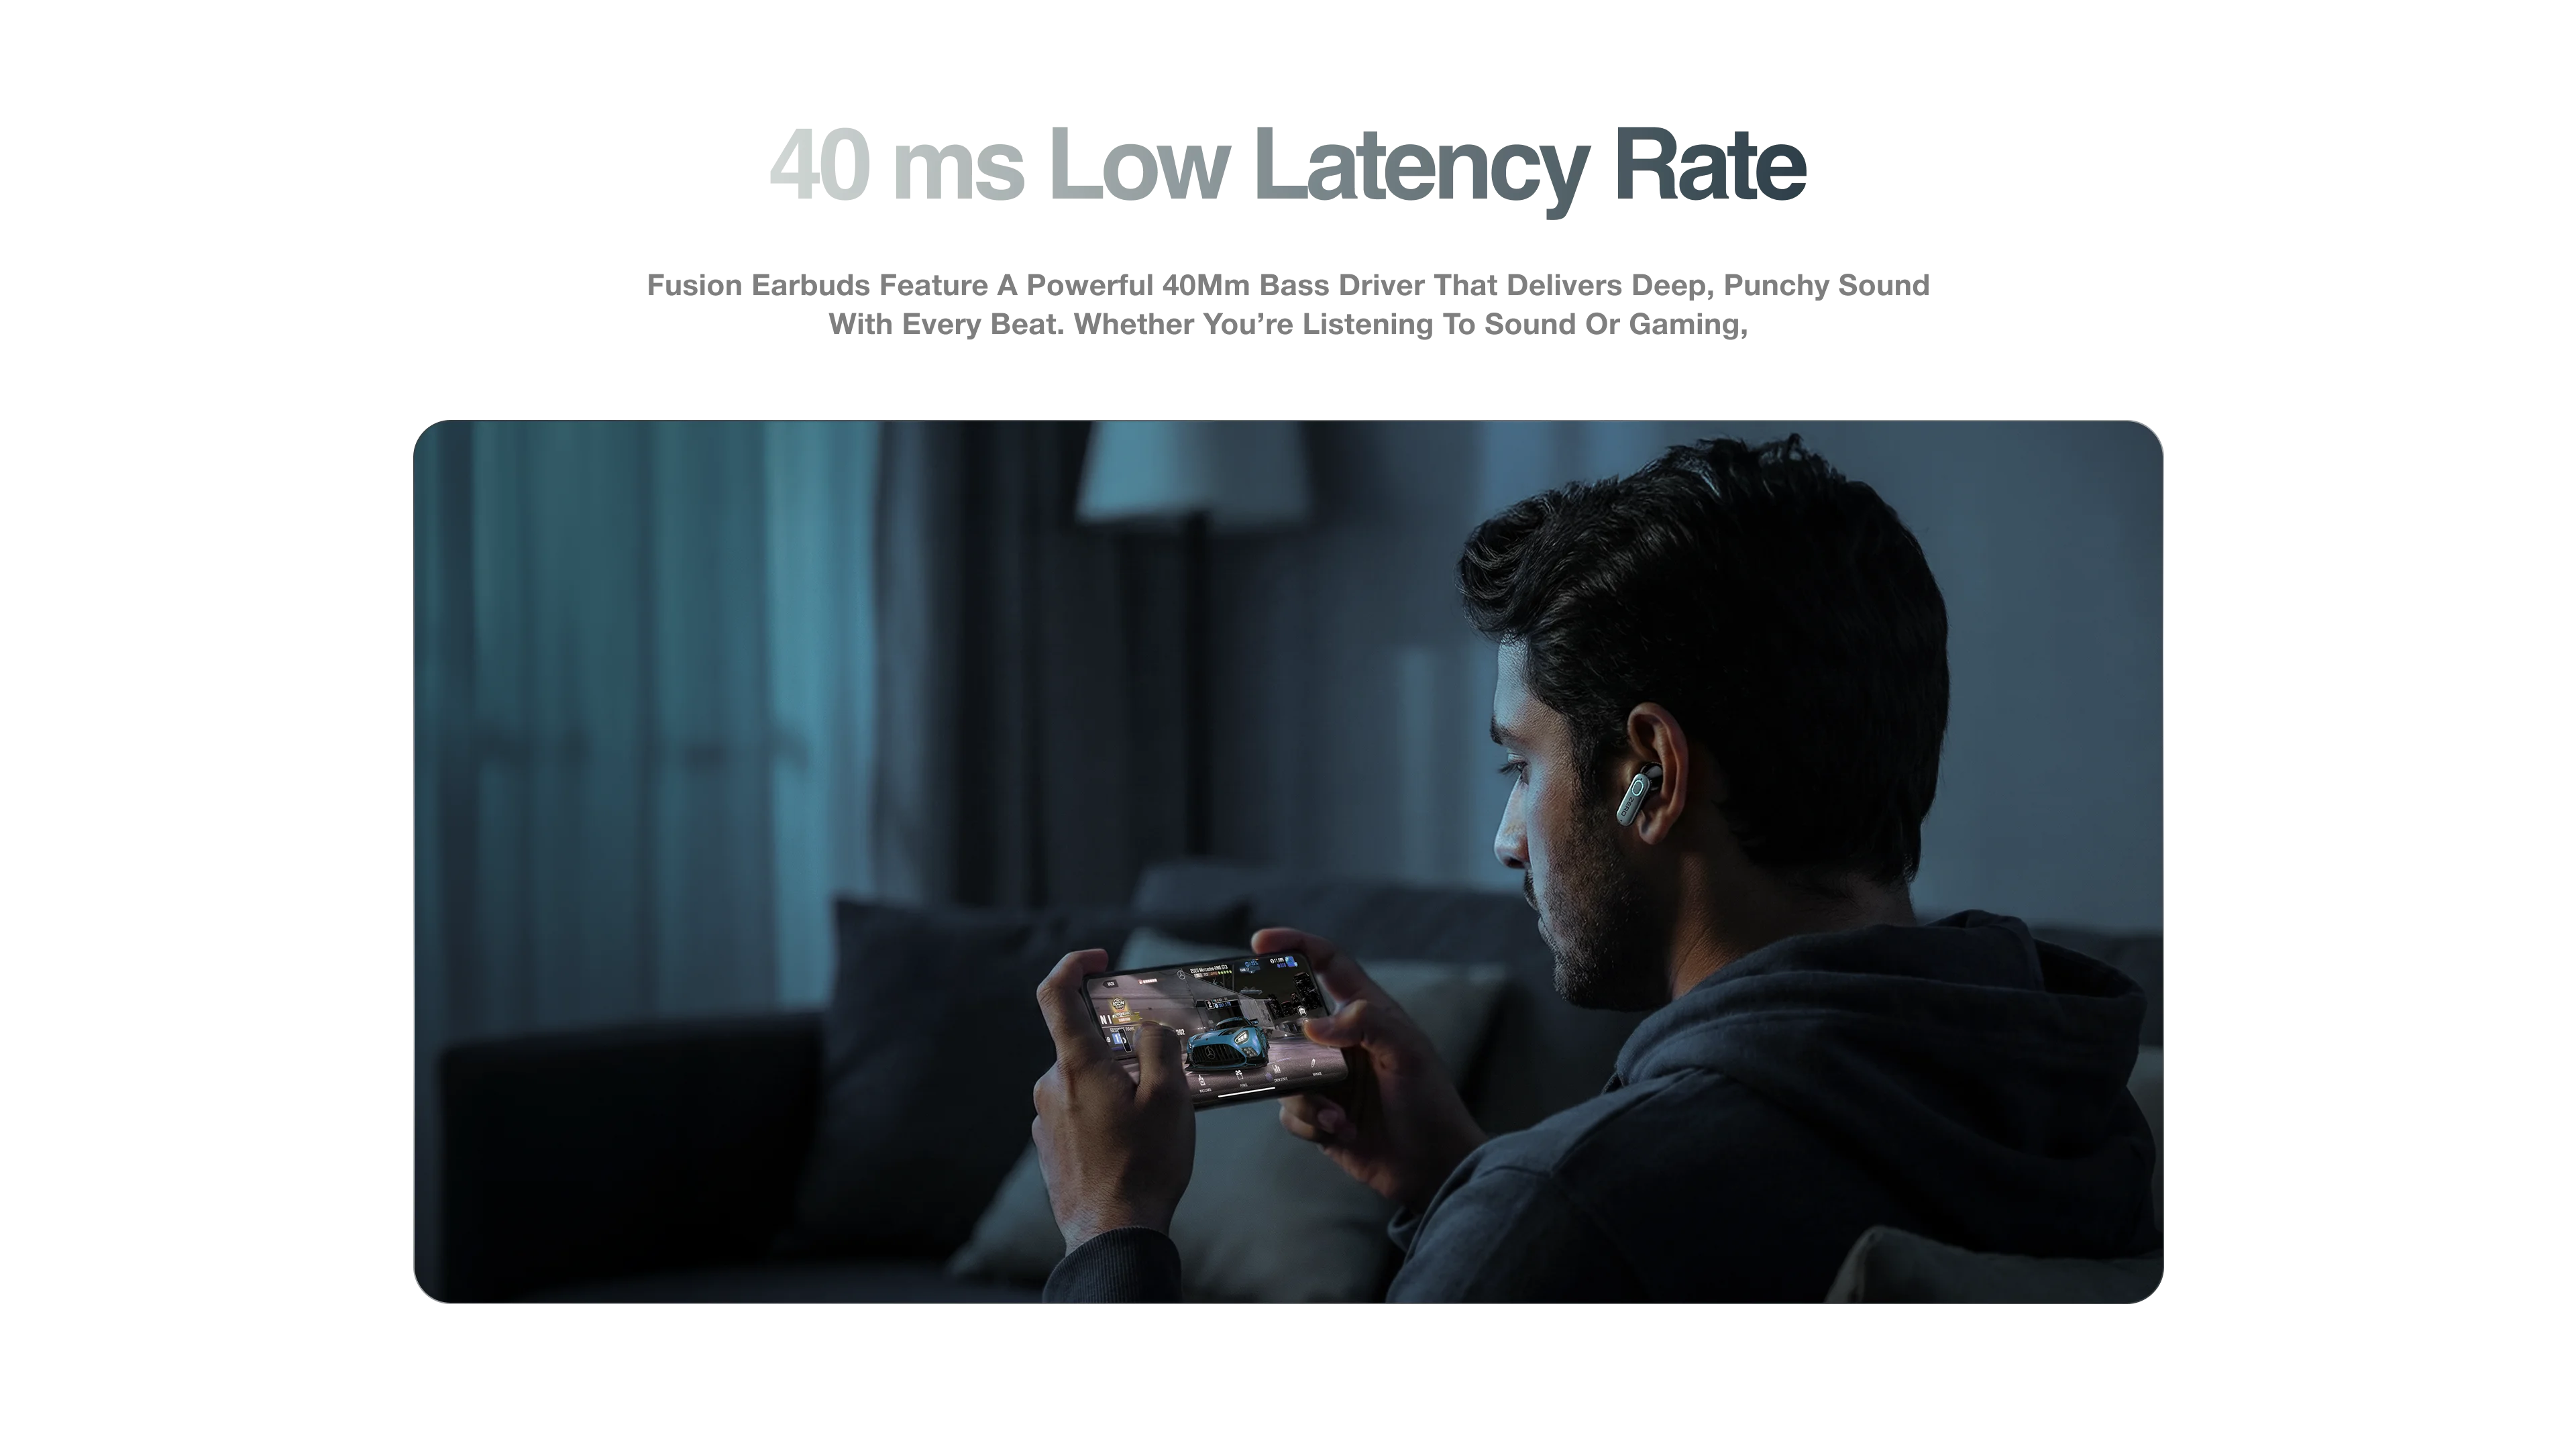 40 ms Low Latency Rate
Fusion Earbuds Feature A Powerful 40Mm Bass Driver That Delivers Deep, Punchy Sound
With Every Beat. Whether You’re Listening To Sound Or Gaming,